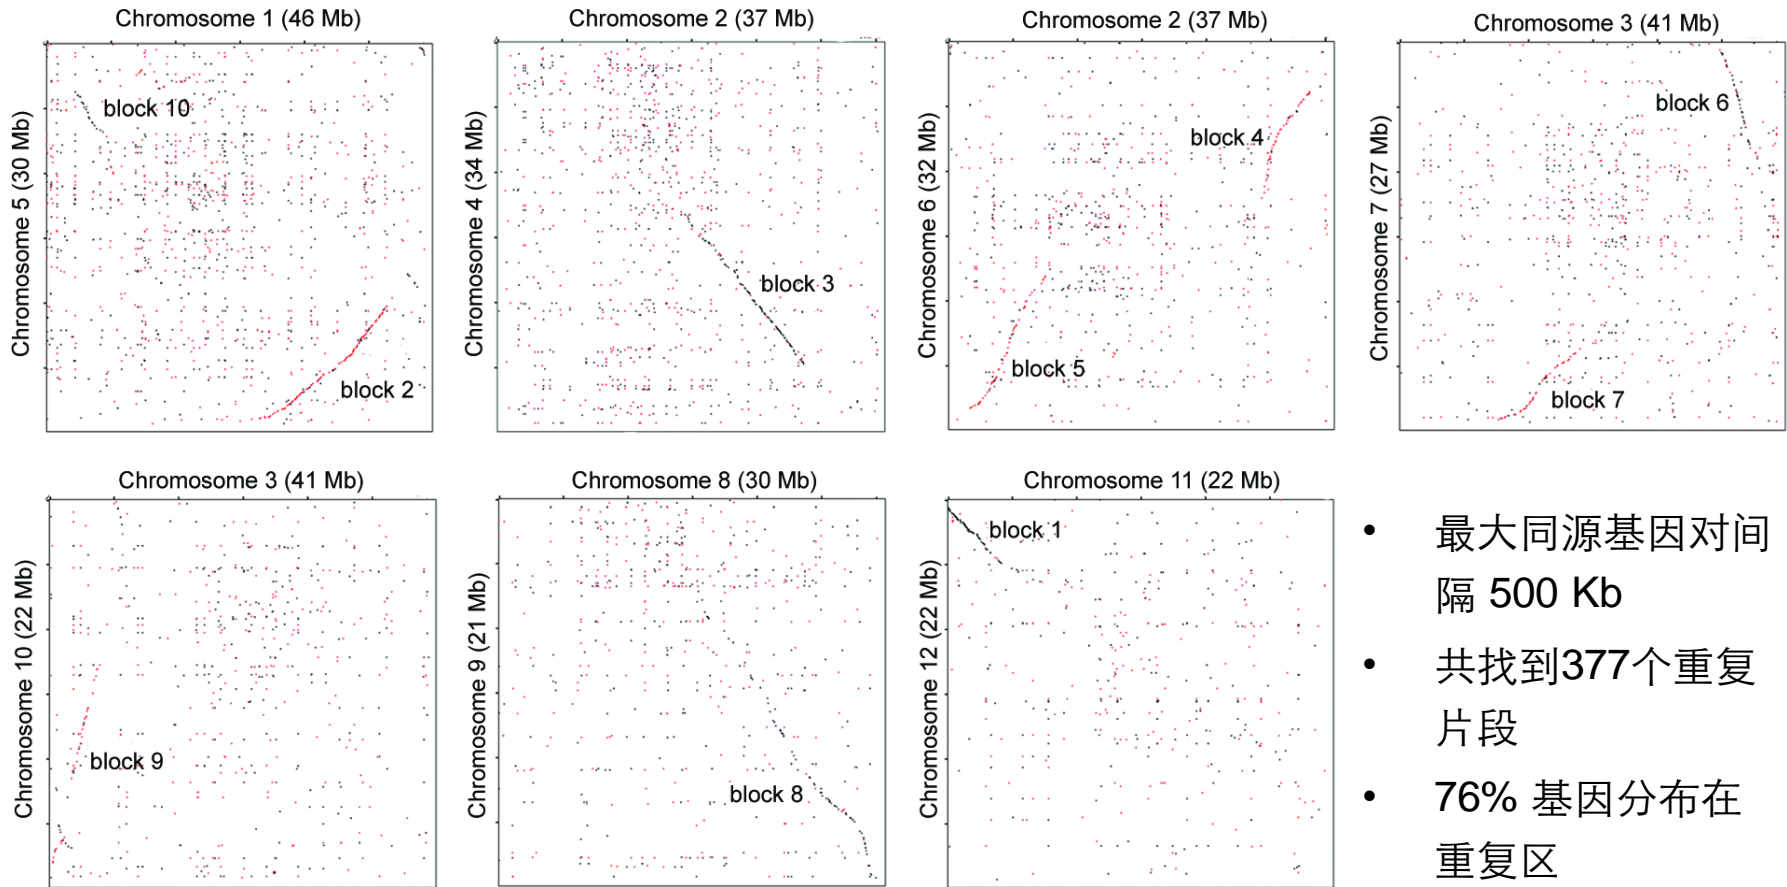 Chromosome 1 (46 Mb)
Chromosome 5 (30 Mb)
block 10
block 2
Chromosome 2 (37 Mb)
Chromosome 4 (34 Mb)
block 3
Chromosome 2 (37 Mb)
Chromosome 6 (32 Mb)
block 4
block 5
Chromosome 3 (41 Mb)
Chromosome 7 (27 Mb)
block 6
block 7
Chromosome 3 (41 Mb)
Chromosome 10 (22 Mb)
block 9
Chromosome 8 (30 Mb)
Chromosome 9 (21 Mb)
block 8
Chromosome 11 (22 Mb)
Chromosome 12 (22 Mb)
block 1
• 最大同源基因对间
隔 500 Kb
• 共找到377个重复
片段
• 76% 基因分布在
重复区